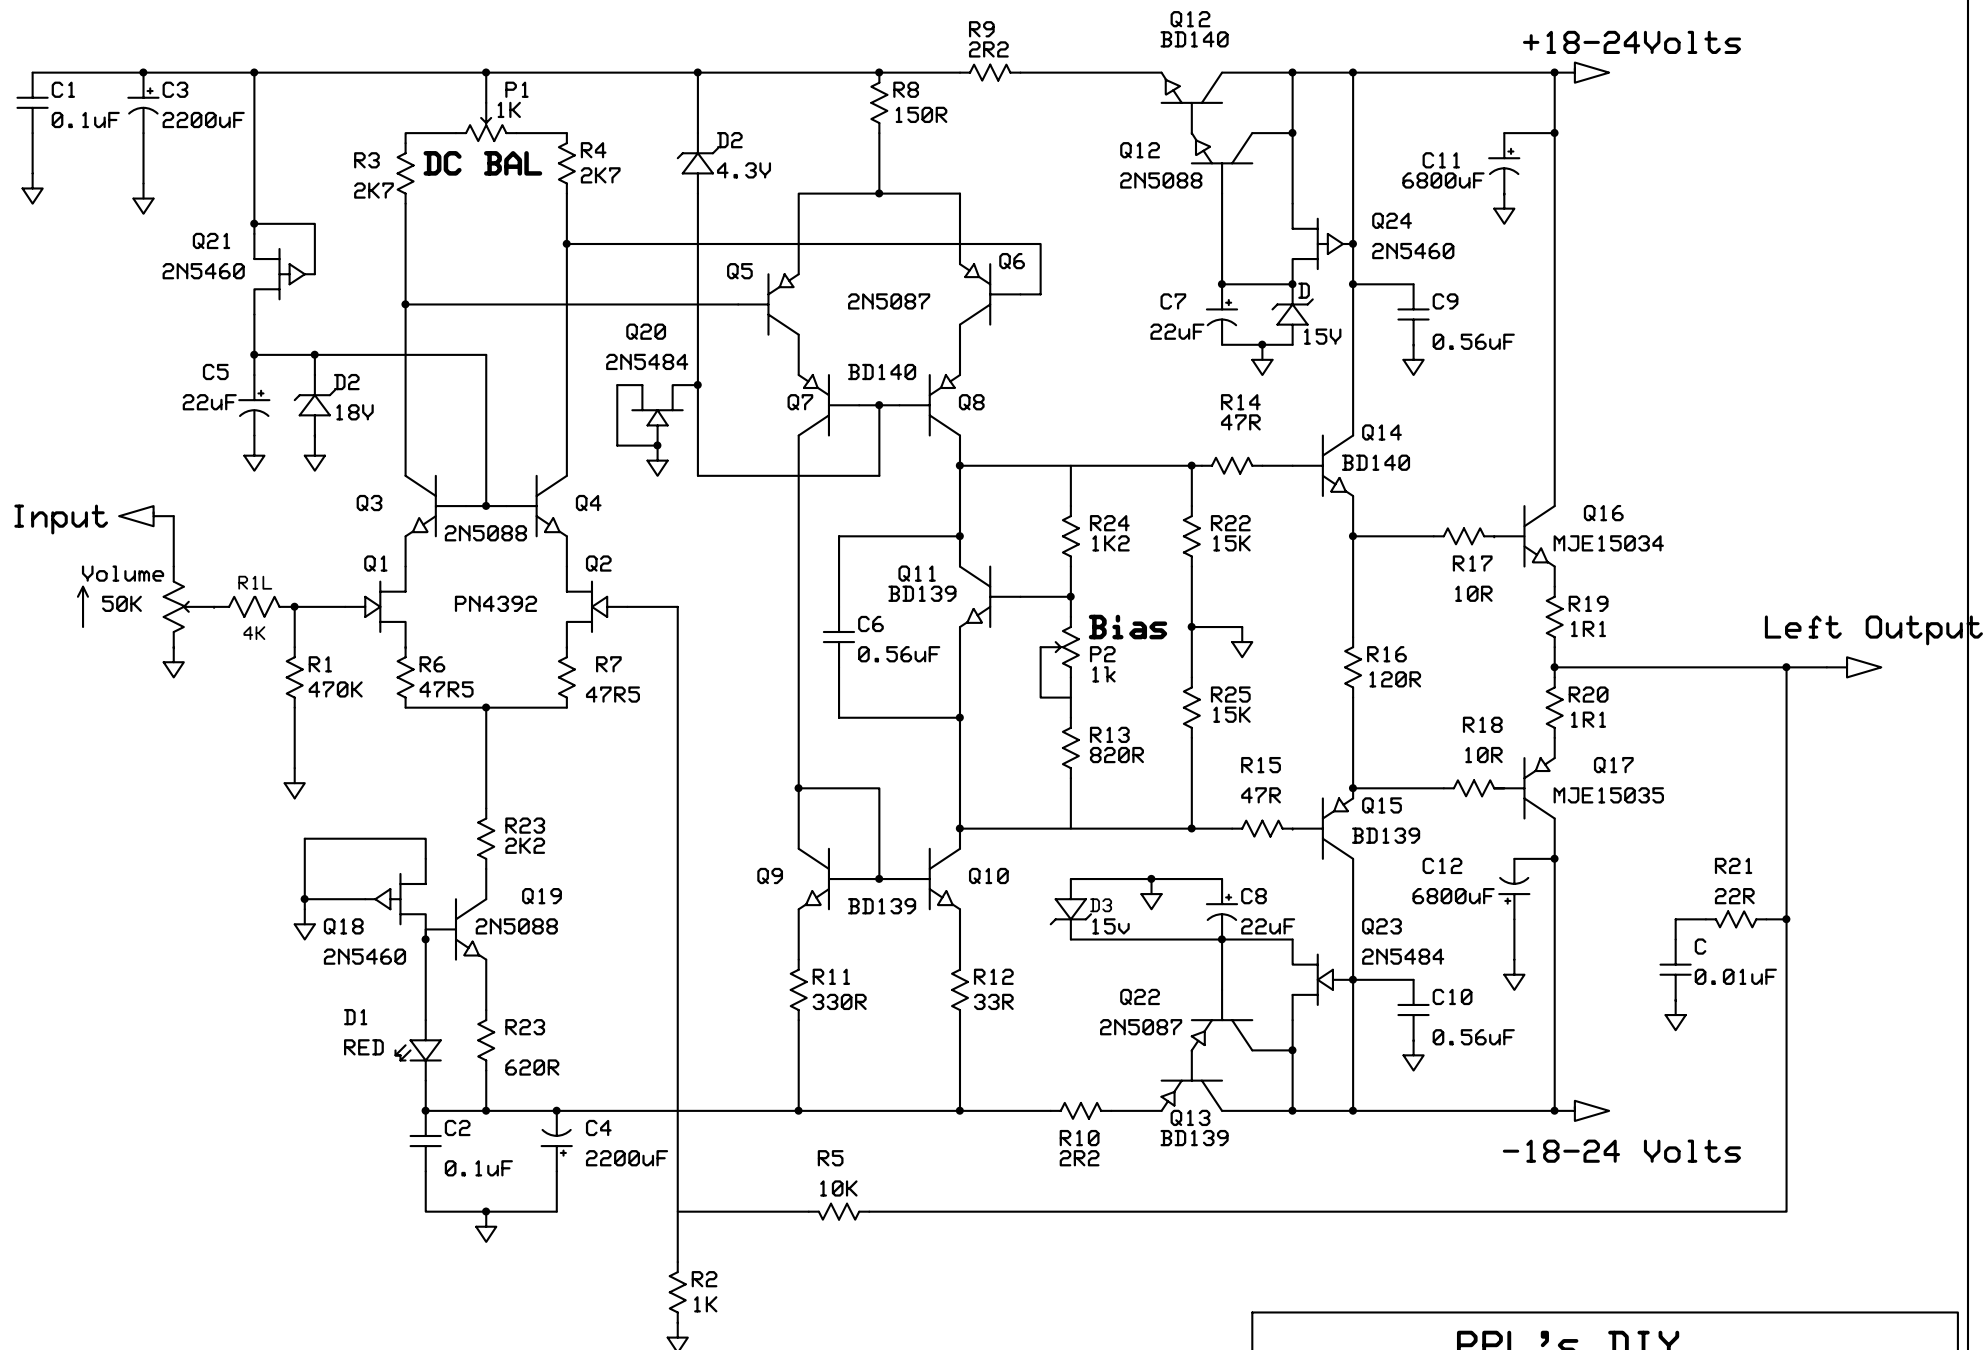 Q12
BD140
R9
2R2
+18-24Volts
C1
0.1uF
C3
2200uF
P1
1K
DC BAL
R3
2K7
R4
2K7
D2
4.3V
R8
150R
Q12
2N5088
C11
6800uF
Q21
2N5460
Q5
Q6
2N5087
Q24
2N5460
C7
22uF
D
15V
C9
0.56uF
Q20
2N5484
C5
22uF
D2
18V
BD140
Q7
Q8
R14
47R
Q14
BD140
Input
Q3
Q4
2N5088
R24
1K2
R22
15K
Q16
MJE15034
R17
10R
Volume
50K
R1L
4K
Q1
Q2
PN4392
Q11
BD139
Bias
P2
1k
C6
0.56uF
R19
1R1
Left Output
R1
470K
R6
47R5
R7
47R5
R16
120R
R25
15K
R20
1R1
R13
820R
R18
10R
R15
47R
Q17
MJE15035
Q15
BD139
R23
2K2
Q9
Q10
BD139
Q19
2N5088
Q18
2N5460
D3
15v
C8
22uF
C12
6800uF
R21
22R
Q23
2N5484
C
0.01uF
R11
330R
R12
33R
Q22
2N5087
C10
0.56uF
D1
RED
R23
620R
Q13
BD139
R10
2R2
-18-24 Volts
C2
0.1uF
C4
2200uF
R5
10K
R2
1K
PPL's DIY